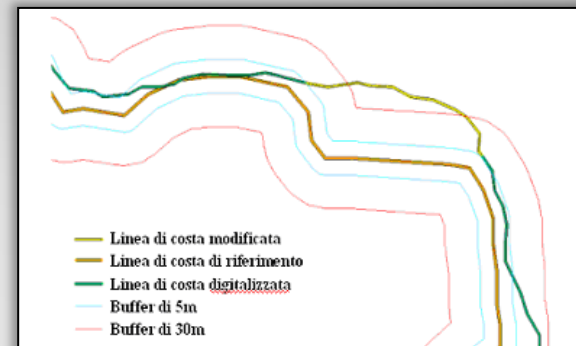 Linea di costa modificata
Linea di costa di riferimento
Linea di costa digitalizzata
Buffer di 5m
Buffer di 30m